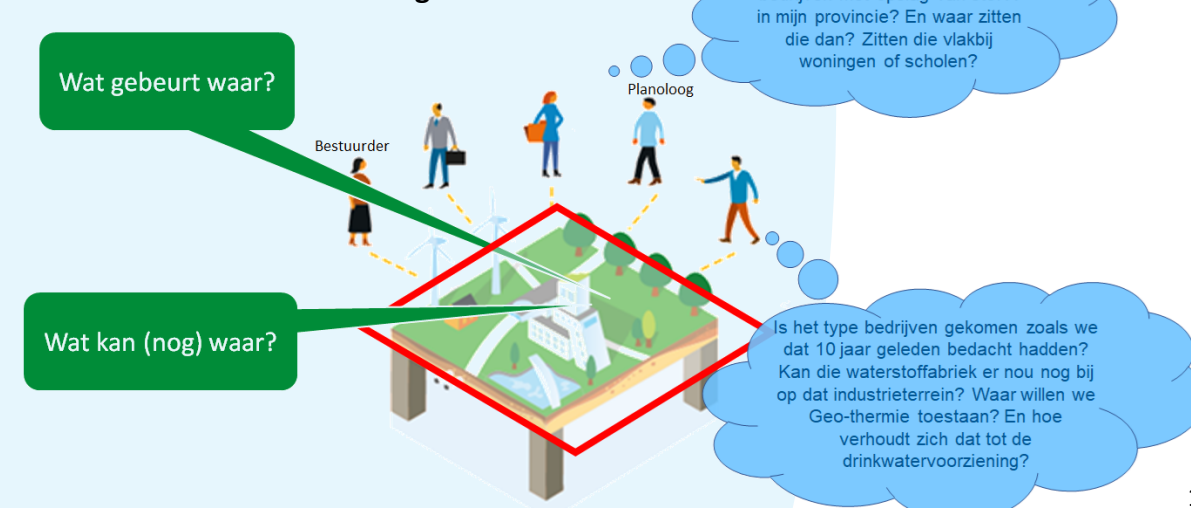 in mijn provincie? En waar zitten
die dan? Zitten die vlakbij
woningen of scholen?
Wat gebeurt waar?
Planoloog
Bestuurder
Wat kan (nog) waar?
Is het type bedrijven gekomen zoals we
dat 10 jaar geleden bedacht hadden?
Kan die waterstoffabriek er nou nog bij
op dat industrieterrein? Waar willen we
Geo-thermie toestaan? En hoe
verhoudt zich dat tot de
drinkwatervoorziening?